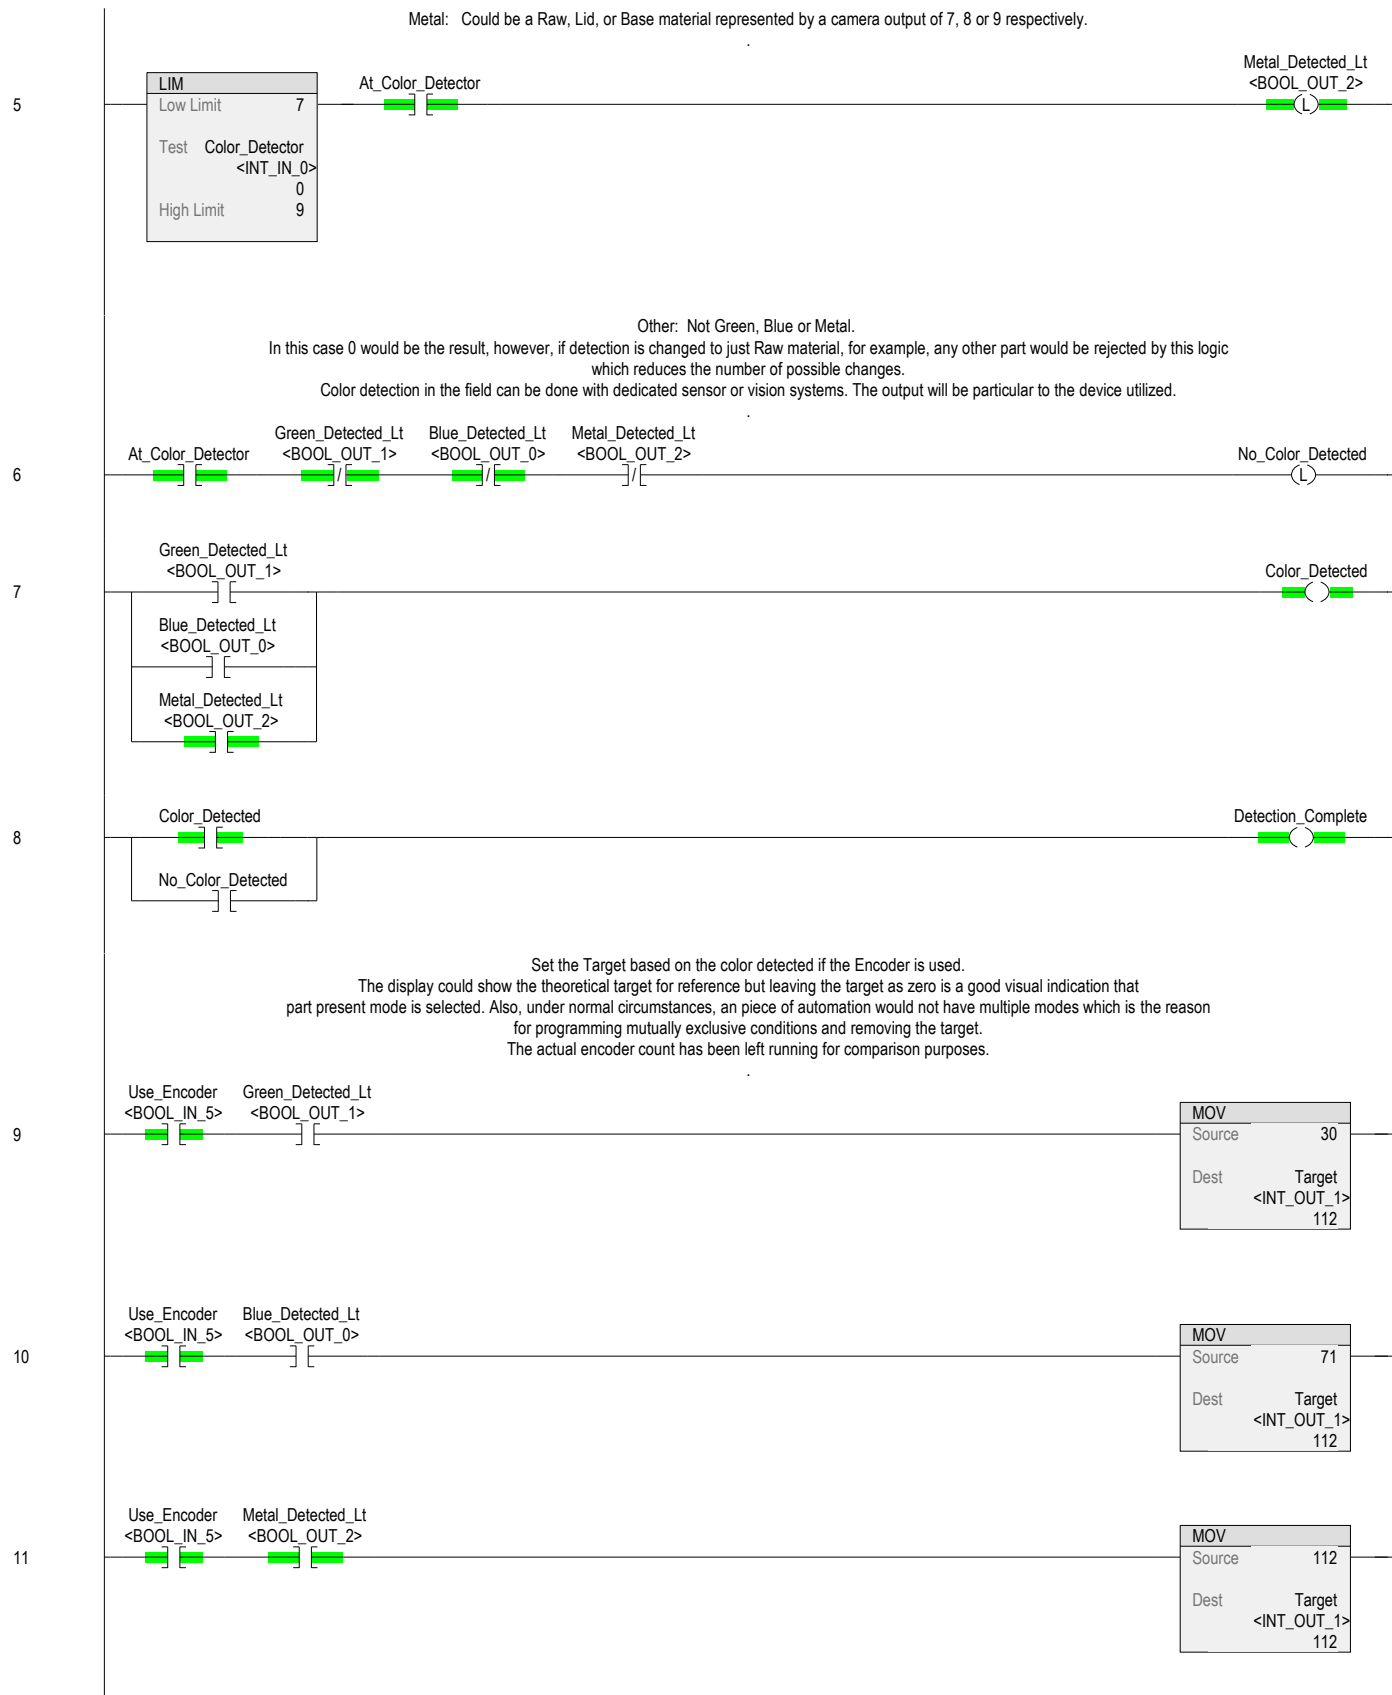 Metal: Could be a Raw, Lid, or Base material represented by a camera output of 7, 8 or 9 respectively.
.
5
LIM
Low Limit 7
Test Color_Detector
<INT_IN_0>
0
High Limit 9
At_Color_Detector
Metal_Detected_Lt
<BOOL_OUT_2>
L
Other: Not Green, Blue or Metal.
In this case 0 would be the result, however, if detection is changed to just Raw material, for example, any other part would be rejected by this logic
which reduces the number of possible changes.
Color detection in the field can be done with dedicated sensor or vision systems. The output will be particular to the device utilized.
.
6
At_Color_Detector
Green_Detected_Lt
<BOOL_OUT_1>
/
Blue_Detected_Lt
<BOOL_OUT_0>
/
Metal_Detected_Lt
<BOOL_OUT_2>
/
No_Color_Detected
L
7
Green_Detected_Lt
<BOOL_OUT_1>
Color_Detected
Blue_Detected_Lt
<BOOL_OUT_0>
Metal_Detected_Lt
<BOOL_OUT_2>
8
Color_Detected
Detection_Complete
No_Color_Detected
Set the Target based on the color detected if the Encoder is used.
The display could show the theoretical target for reference but leaving the target as zero is a good visual indication that
part present mode is selected. Also, under normal circumstances, an piece of automation would not have multiple modes which is the reason
for programming mutually exclusive conditions and removing the target.
The actual encoder count has been left running for comparison purposes.
.
9
Use_Encoder
<BOOL_IN_5>
Green_Detected_Lt
<BOOL_OUT_1>
MOV
Source 30
Dest Target
<INT_OUT_1>
112
10
Use_Encoder
<BOOL_IN_5>
Blue_Detected_Lt
<BOOL_OUT_0>
MOV
Source 71
Dest Target
<INT_OUT_1>
112
11
Use_Encoder
<BOOL_IN_5>
Metal_Detected_Lt
<BOOL_OUT_2>
MOV
Source 112
Dest Target
<INT_OUT_1>
112